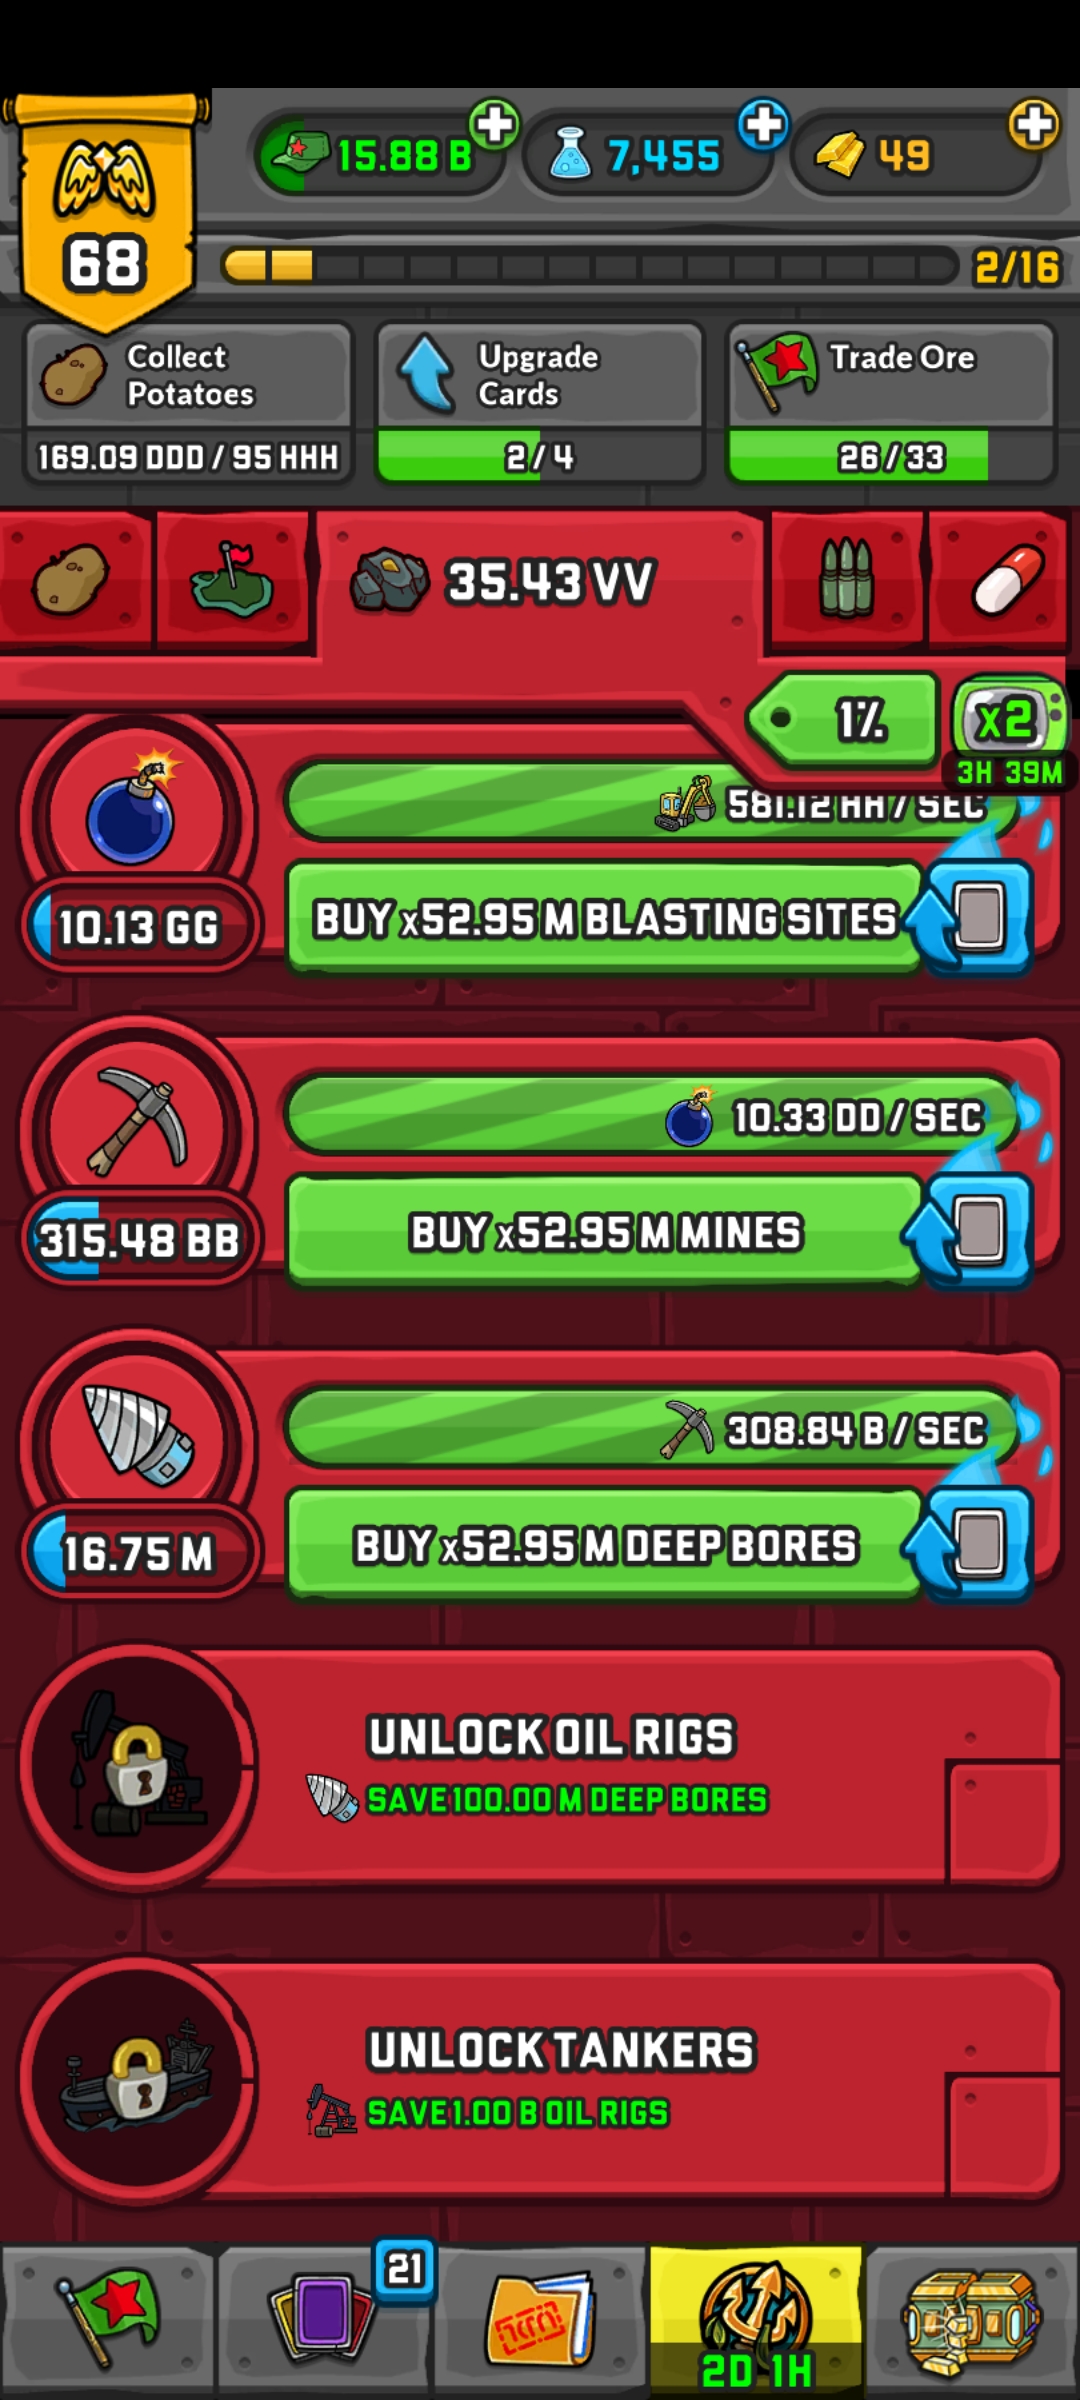 15.88 B
7,455
49
68
2/16
Collect
Potatoes
169.09 DDD / 95 HHH
Upgrade
Cards
2/4
Trade Ore
26/33
35.43 VV
1%
x2
3H 39M
581.12 HH / SEC
10.13 GG
BUY x52.95 M BLASTING SITES
10.33 DD / SEC
315.48 BB
BUY x52.95 M MINES
308.84 B / SEC
16.75 M
BUY x52.95 M DEEP BORES
UNLOCK OIL RIGS
SAVE 100.00 M DEEP BORES
UNLOCK TANKERS
SAVE 1.00 B OIL RIGS
21
2D 1H